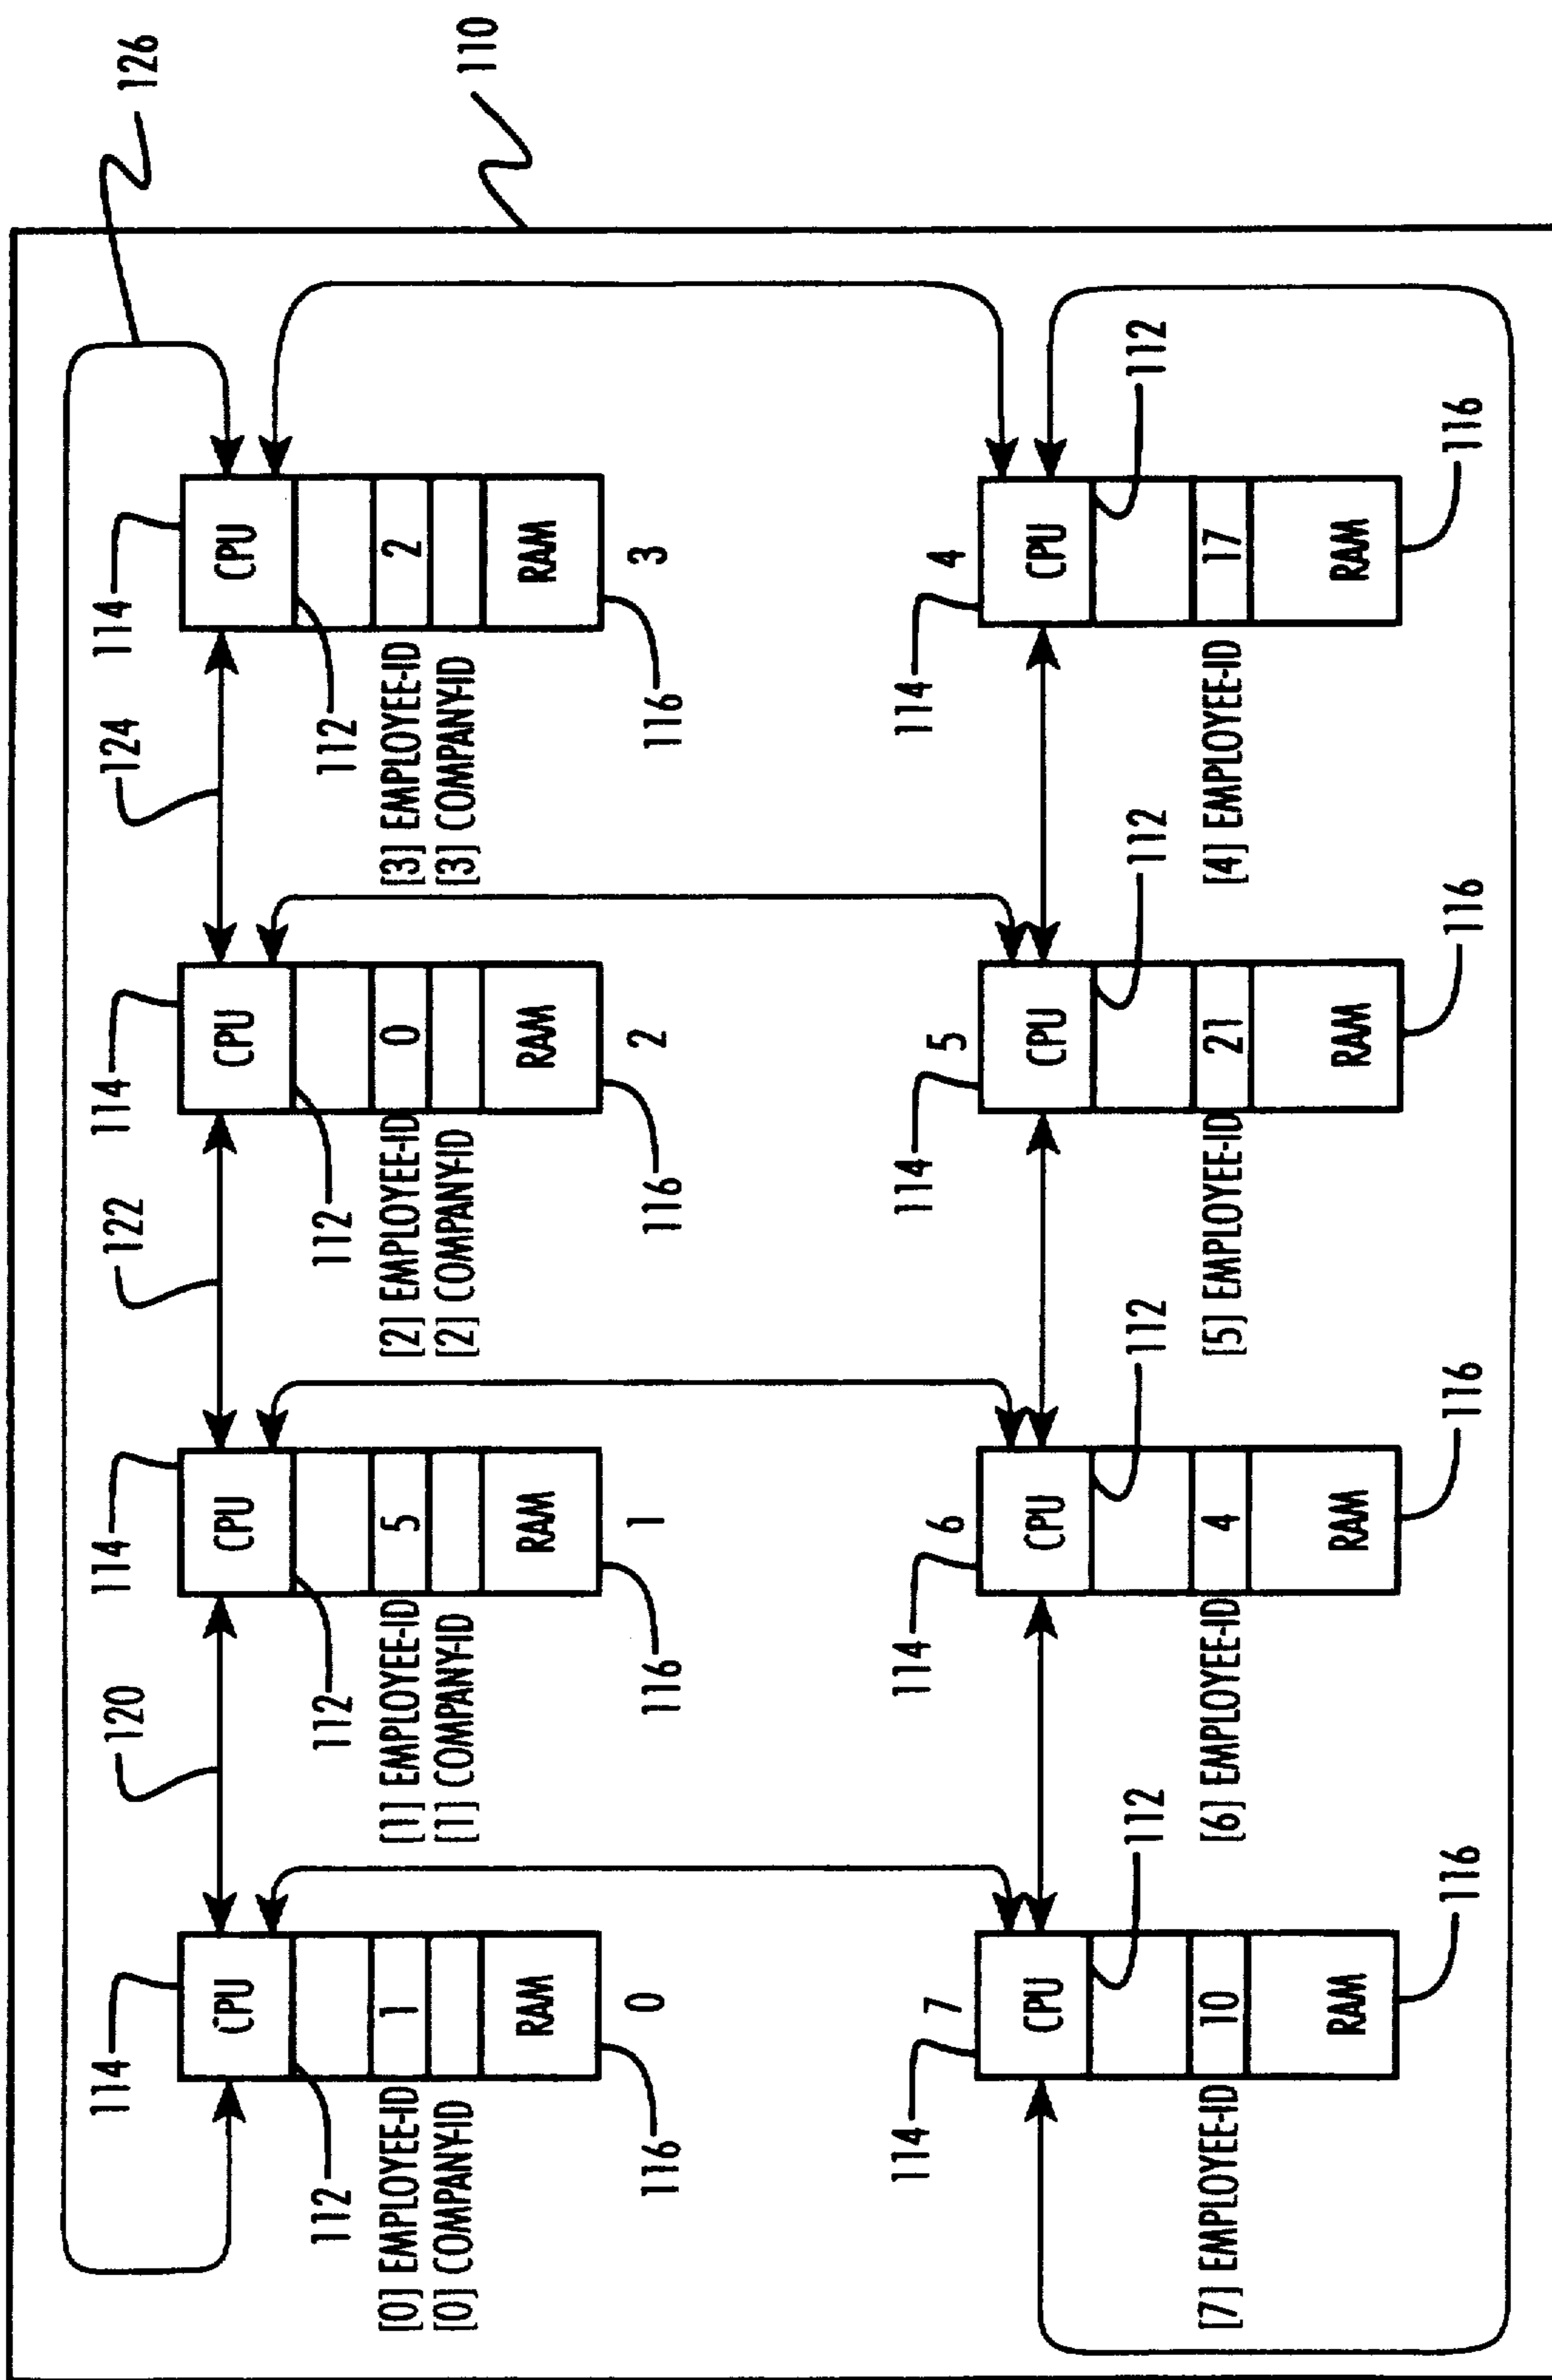 114 120 114 122 114 124 114 126
CPU CPU CPU CPU
112 112 112 112
[0] EMPLOYEE-ID 1 [1] EMPLOYEE-ID 5 [2] EMPLOYEE-ID 0 [3] EMPLOYEE-ID 2
[0] COMPANY-ID [1] COMPANY-ID [2] COMPANY-ID [3] COMPANY-ID 110
RAM RAM RAM RAM
116 0 116 1 116 2 116 3
114 7 114 6 114 5 114 4
CPU CPU CPU CPU
112 112 112 112
[7] EMPLOYEE-ID 10 [6] EMPLOYEE-ID 4 [5] EMPLOYEE-ID 21 [4] EMPLOYEE-ID 17
RAM RAM RAM RAM
116 116 116 116